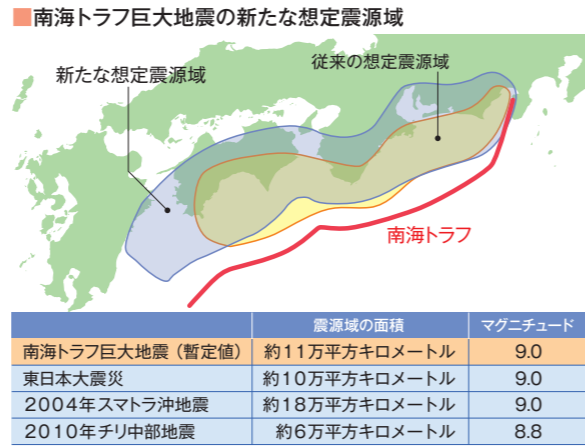 ■南海トラフ巨大地震の新たな想定震源域
新たな想定震源域
従来の想定震源域
南海トラフ
震源域の面積 マグニチュード
南海トラフ巨大地震（暫定値） 約11万平方キロメートル 9.0
東日本大震災 約10万平方キロメートル 9.0
2004年スマトラ沖地震 約18万平方キロメートル 9.0
2010年チリ中部地震 約6万平方キロメートル 8.8